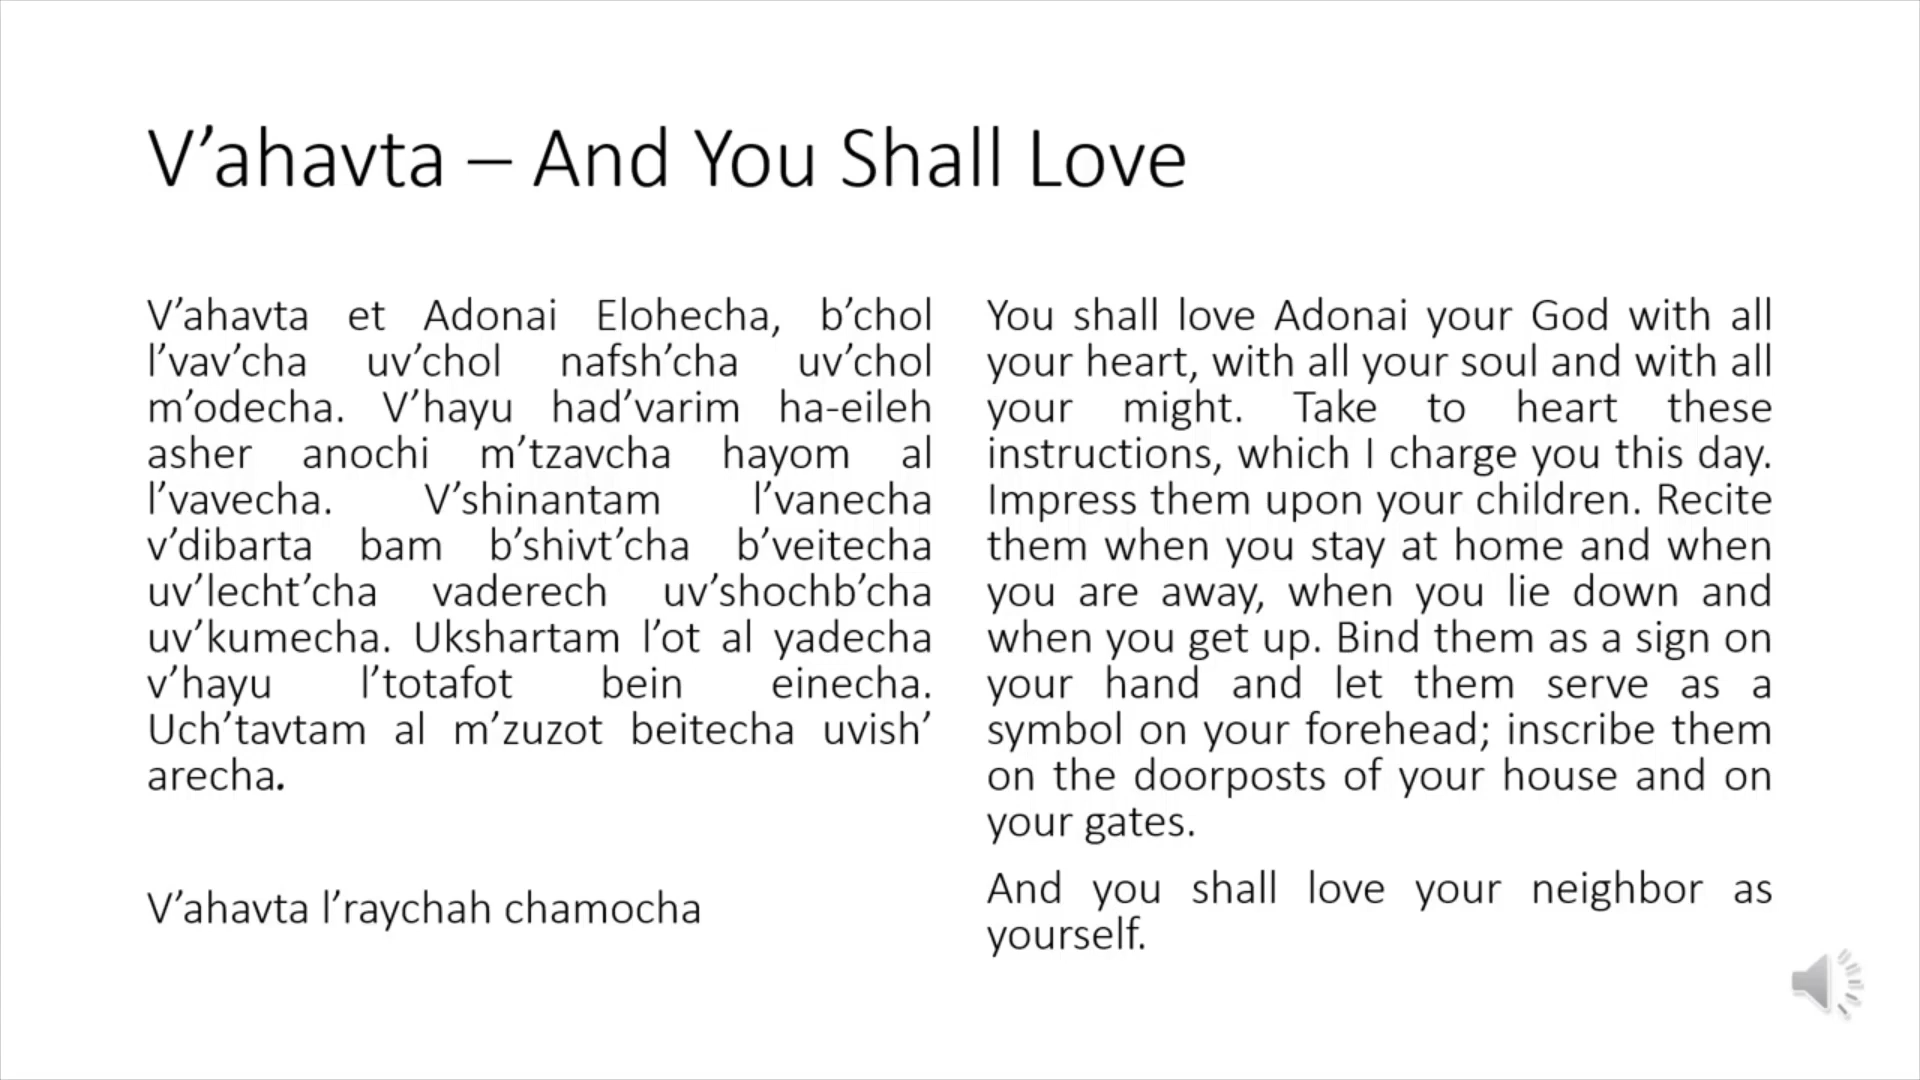 V’ahavta – And You Shall Love
V’ahavta et Adonai Elohecha, b’chol
l’vav’cha uv’chol nafsh’cha uv’chol
m’odecha. V’hayu had’varim ha-eileh
asher anochi m’tzavcha hayom al
l’vavecha. V’shinantam l’vanecha
v’dibarta bam b’shivt’cha b’veitecha
uv’lecht’cha vaderech uv’shochb’cha
uv’kumecha. Ukshartam l’ot al yadecha
v’hayu l’totafot bein einecha.
Uch’tavtam al m’zuzot beitecha uvish’
arecha.
V’ahavta l’raychah chamocha
You shall love Adonai your God with all
your heart, with all your soul and with all
your might. Take to heart these
instructions, which I charge you this day.
Impress them upon your children. Recite
them when you stay at home and when
you are away, when you lie down and
when you get up. Bind them as a sign on
your hand and let them serve as a
symbol on your forehead; inscribe them
on the doorposts of your house and on
your gates.
And you shall love your neighbor as
yourself.